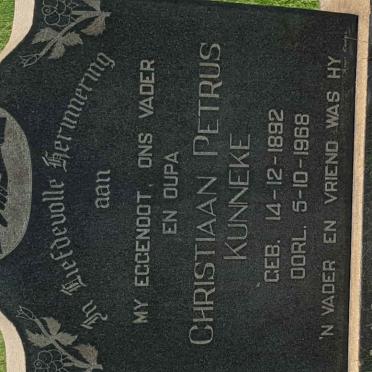 In Liefdevolle Herinnering
aan
MY EGGENOOT, ONS VADER
EN OUPA
CHRISTIAAN PETRUS
KUNNEKE
GEB. 14-12-1892
OORL. 5-10-1968
'N VADER EN VRIEND WAS HY